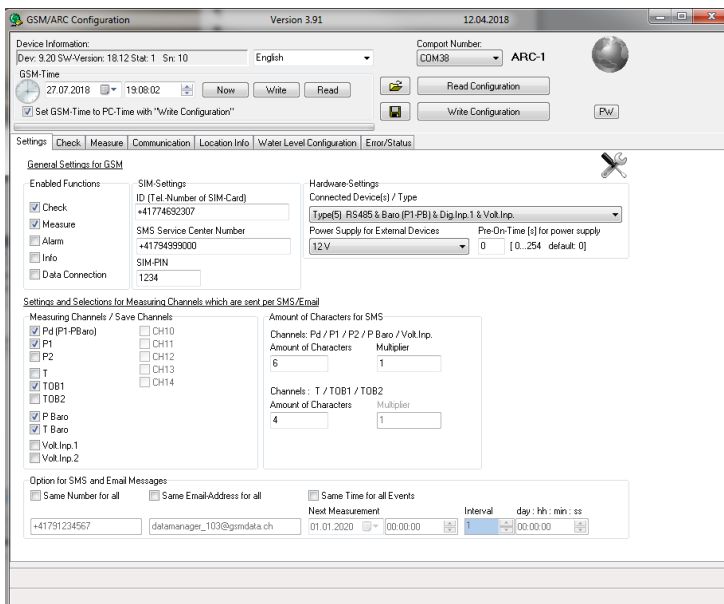 GSM/ARC Configuration Version 3.91 12.04.2018
Device Information:
Dev: 9.20 SW-Version: 18.12 Stat: 1 Sn: 10
English
Comport Number:
COM38
ARC-1
GSM-Time
27.07.2018 19:08:02 Now Write Read
Set GSM-Time to PC-Time with "Write Configuration"
Read Configuration
Write Configuration
PW
Settings Check Measure Communication Location Info Water Level Configuration Error/Status
General Settings for GSM
Enabled Functions
Check
Measure
Alarm
Info
Data Connection
SIM-Settings
ID (Tel.-Number of SIM-Card)
+41774692307
SMS Service Center Number
+41794999000
SIM-PIN
1234
Hardware-Settings
Connected Device(s) / Type
Type(5) RS485 & Baro (P1-PB) & Dig.Inp.1 & Volt.Inp.
Power Supply for External Devices
12 V
Pre-On-Time [s] for power supply
0 [ 0...254 default: 0]
Settings and Selections for Measuring Channels which are sent per SMS/Email
Measuring Channels / Save Channels
Pd (P1-PBaro)
P1
P2
T
TOB1
TOB2
P Baro
T Baro
Volt.Inp.1
Volt.Inp.2
CH10
CH11
CH12
CH13
CH14
Amount of Characters for SMS
Channels: Pd / P1 / P2 / P Baro / Volt.Inp.
Amount of Characters Multiplier
6 1
Channels : T / TOB1 / TOB2
Amount of Characters Multiplier
4 1
Option for SMS and Email Messages
Same Number for all
Same Email-Address for all
Same Time for all Events
Next Measurement Interval day : hh : min : ss
+41791234567 datamanager_103@gsmdata.ch 01.01.2020 00:00:00 1 00:00:00